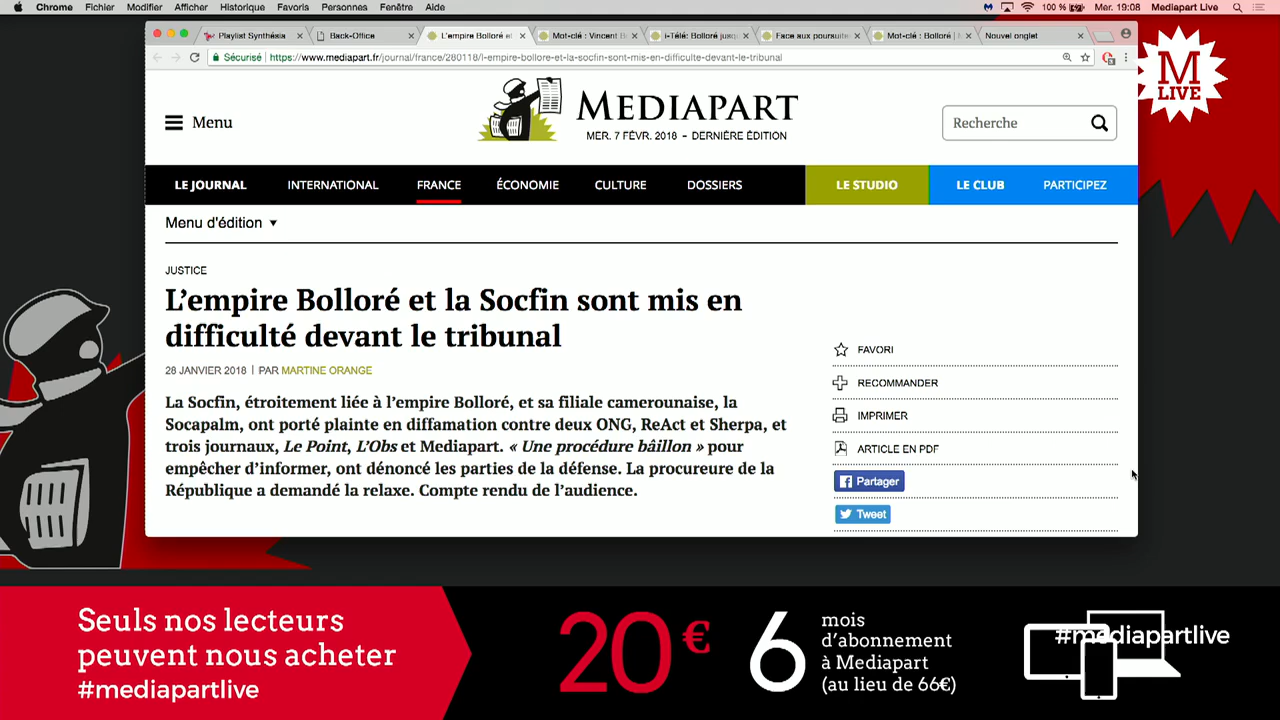 Chrome Fichier Modifier Afficher Historique Favoris Personnes Fenêtre Aide 100 % Mer. 19:08 Mediapart Live
Playlist Synthésia Back-Office L'empire Bolloré et Mot-clé : Vincent B i-Télé: Bolloré jusqu Face aux poursuites Mot-clé : Bolloré | M Nouvel onglet
Sécurisé https://www.mediapart.fr/journal/france/280118/l-empire-bollore-et-la-socfin-sont-mis-en-difficulte-devant-le-tribunal
M
LIVE
Menu
MEDIAPART
MER. 7 FÉVR. 2018 – DERNIÈRE ÉDITION
Recherche
LE JOURNAL INTERNATIONAL FRANCE ÉCONOMIE CULTURE DOSSIERS LE STUDIO LE CLUB PARTICIPEZ
Menu d'édition
JUSTICE
L’empire Bolloré et la Socfin sont mis en
difficulté devant le tribunal
28 JANVIER 2018 | PAR MARTINE ORANGE
La Socfin, étroitement liée à l’empire Bolloré, et sa filiale camerounaise, la
Socapalm, ont porté plainte en diffamation contre deux ONG, ReAct et Sherpa, et
trois journaux, Le Point, L’Obs et Mediapart. « Une procédure bâillon » pour
empêcher d’informer, ont dénoncé les parties de la défense. La procureure de la
République a demandé la relaxe. Compte rendu de l’audience.
FAVORI
RECOMMANDER
IMPRIMER
ARTICLE EN PDF
Partager
Tweet
Seuls nos lecteurs
peuvent nous acheter
#mediapartlive
20 €
6
mois
d’abonnement
à Mediapart
(au lieu de 66€)
#mediapartlive